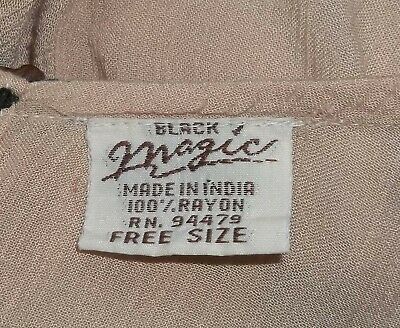 BLACK
Magic
MADE IN INDIA
100% RAYON
RN. 94479
FREE SIZE